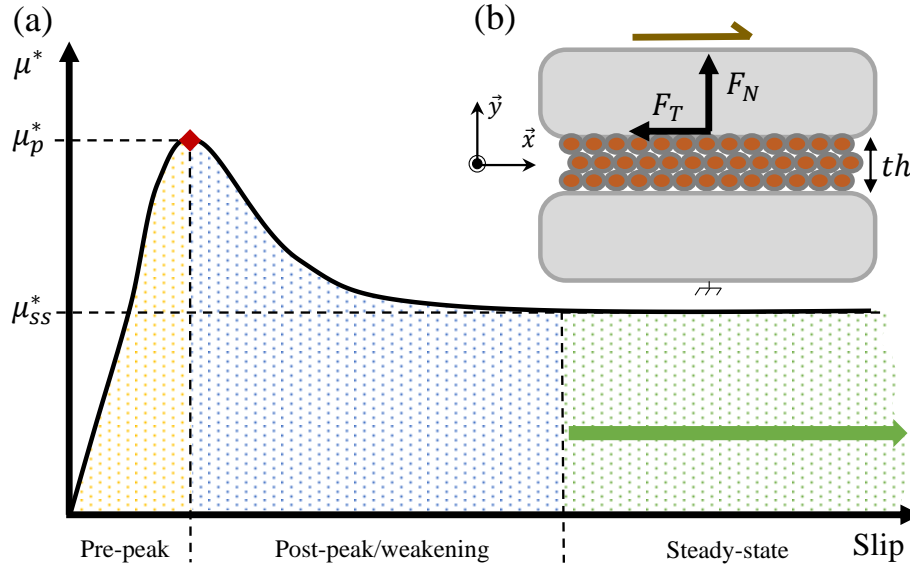 (a)
μ*
μ*p
μ*ss
Pre-peak
Post-peak/weakening
Steady-state
Slip
(b)
F_N
F_T
y⃗
x⃗
th